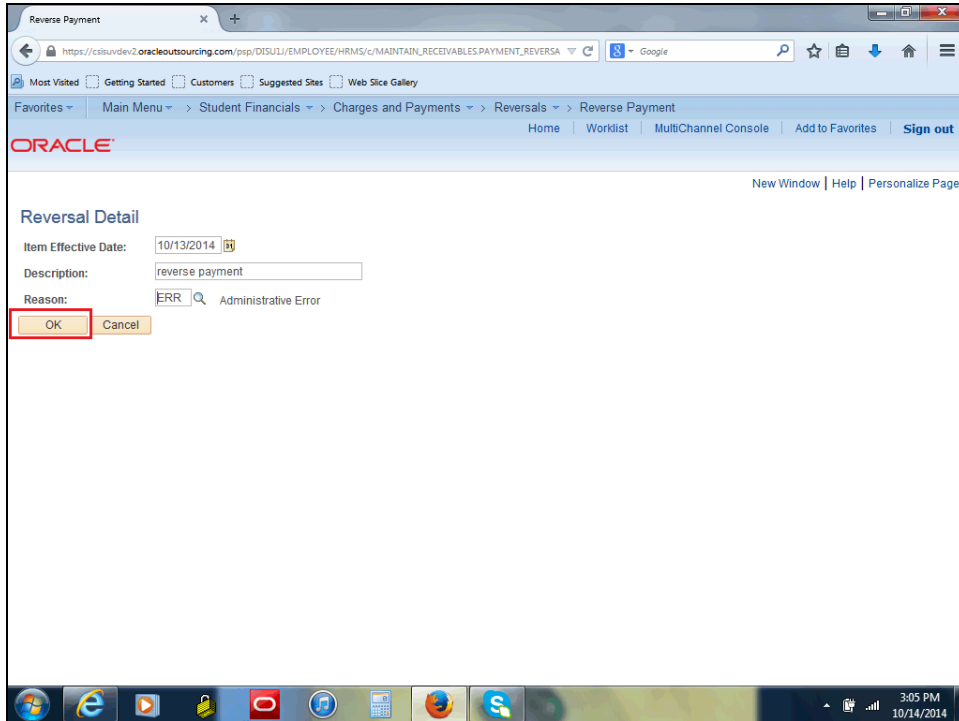 Reverse Payment
https://csisuvdev2.oracleoutsourcing.com/psp/DISU1J/EMPLOYEE/HRMS/c/MAINTAIN_RECEIVABLES.PAYMENT_REVERSA
8 Google
Most Visited Getting Started Customers Suggested Sites Web Slice Gallery
Favorites Main Menu > Student Financials > Charges and Payments > Reversals > Reverse Payment
Home Worklist MultiChannel Console Add to Favorites Sign out
ORACLE
New Window | Help | Personalize Page
Reversal Detail
Item Effective Date: 10/13/2014 31
Description: reverse payment
Reason: ERR Administrative Error
OK Cancel
3:05 PM
10/14/2014